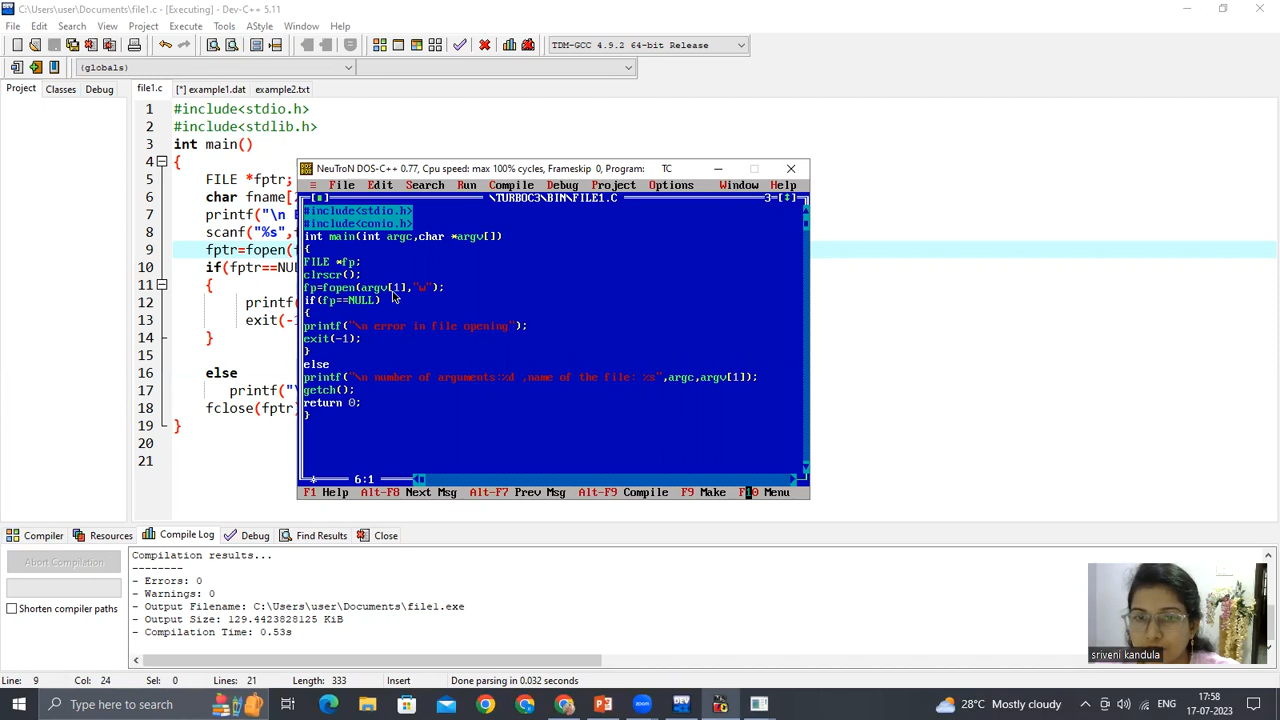 C:\Users\user\Documents\file1.c - [Executing] - Dev-C++ 5.11
File Edit Search View Project Execute Tools AStyle Window Help
TDM-GCC 4.9.2 64-bit Release
(globals)
Project Classes Debug file1.c [*] example1.dat example2.txt
1 #include<stdio.h>
2 #include<stdlib.h>
3 int main()
4 {
5 FILE *fptr;
6 char fname[
7 printf("\n
8 scanf("%s",f
9 fptr=fopen(
10 if(fptr==NUL
11 {
12 printf(
13 exit(-
14 }
15
16 else
17 printf("\
18 fclose(fptr)
19 }
20
21
NeuTroN DOS-C++ 0.77, Cpu speed: max 100% cycles, Frameskip 0, Program: TC
File Edit Search Run Compile Debug Project Options Window Help
\TURBOC3\BIN\FILE1.C 3
#include<stdio.h>
#include<conio.h>
int main(int argc,char *argv[])
{
FILE *fp;
clrscr();
fp=fopen(argv[1],"w");
if(fp==NULL)
{
printf("\n error in file opening");
exit(-1);
}
else
printf("\n number of arguments:%d ,name of the file: %s",argc,argv[1]);
getch();
return 0;
}
6:1
F1 Help Alt-F8 Next Msg Alt-F7 Prev Msg Alt-F9 Compile F9 Make F10 Menu
Compiler Resources Compile Log Debug Find Results Close
Abort Compilation
Shorten compiler paths
Compilation results...
--------
- Errors: 0
- Warnings: 0
- Output Filename: C:\Users\user\Documents\file1.exe
- Output Size: 129.4423828125 KiB
- Compilation Time: 0.53s
sriveni kandula
Line: 9 Col: 24 Sel: 0 Lines: 21 Length: 333 Insert Done parsing in 0.032 seconds
Type here to search
28°C Mostly cloudy
ENG
17:58
17-07-2023